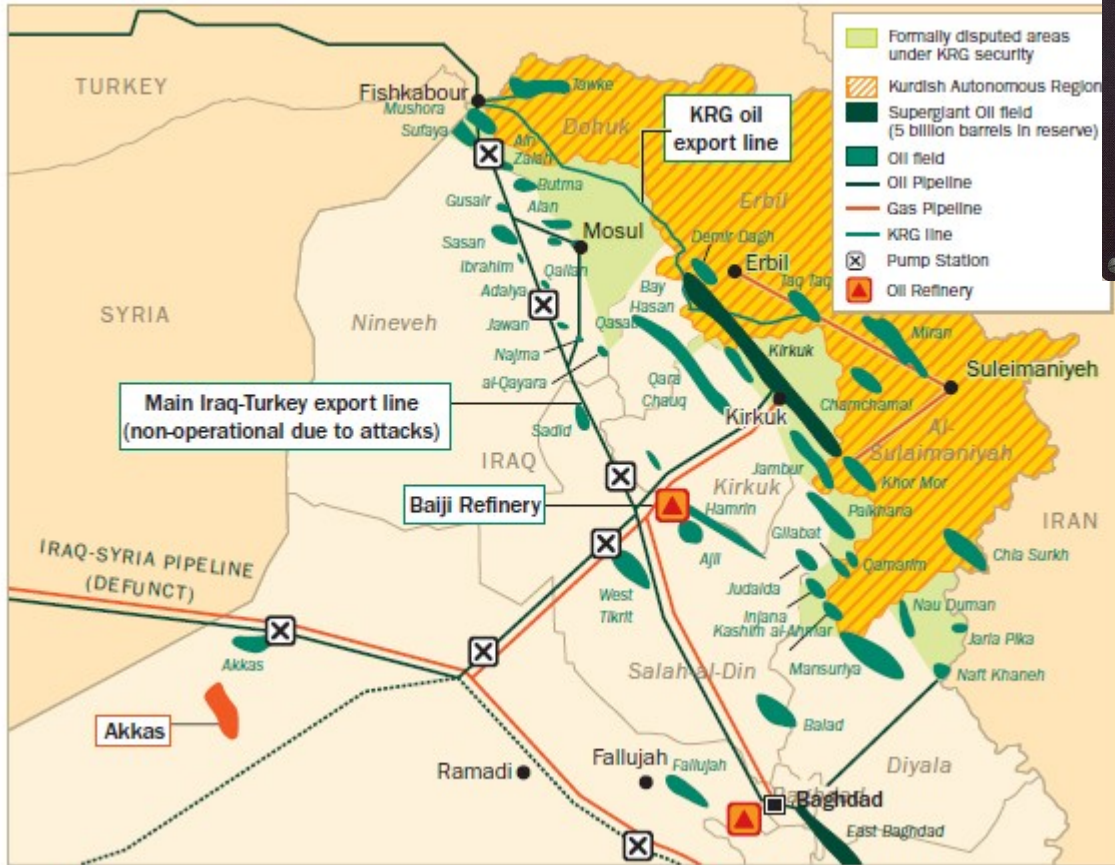 TURKEY
Fishkabour
Tawke
Mushora
Sufaya
Dohuk
KRG oil
export line
Ain
Zalah
Butma
Gusair
Alan
Erbil
Mosul
Demir Dagh
Sasan
Erbil
Ibrahim
Qalian
Taq Taq
Adaiya
Bay
Hasan
SYRIA
Nineveh
Jawan
Qasab
Miran
Najma
Kirkuk
al-Qayara
Qara
Chauq
Suleimaniyeh
Main Iraq-Turkey export line
(non-operational due to attacks)
Chamchamal
Kirkuk
Sadid
Al-
Sulaimaniyah
IRAQ
Jambur
Khor Mor
Kirkuk
Baiji Refinery
Hamrin
Palkhana
IRAN
Gilabat
IRAQ-SYRIA PIPELINE
(DEFUNCT)
Ajil
Qamarim
Chia Surkh
Judaida
West
Tikrit
Injana
Nau Duman
Kashim al-Ahmar
Jaria Pika
Akkas
Salah-al-Din
Mansuriya
Naft Khaneh
Akkas
Balad
Fallujah
Ramadi
Fallujah
Diyala
Baghdad
Baghdad
East Baghdad
Formally disputed areas
under KRG security
Kurdish Autonomous Region
Supergiant Oil field
(5 billion barrels in reserve)
Oil field
Oil Pipeline
Gas Pipeline
KRG line
Pump Station
Oil Refinery